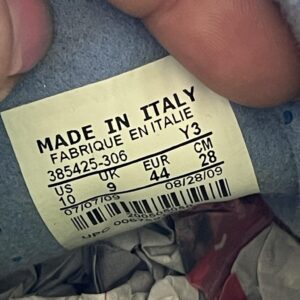 MADE IN ITALY
FABRIQUE EN ITALIE
385425-306 Y3
US UK EUR CM
10 9 44 28
07/07/09 08/28/09
UPC